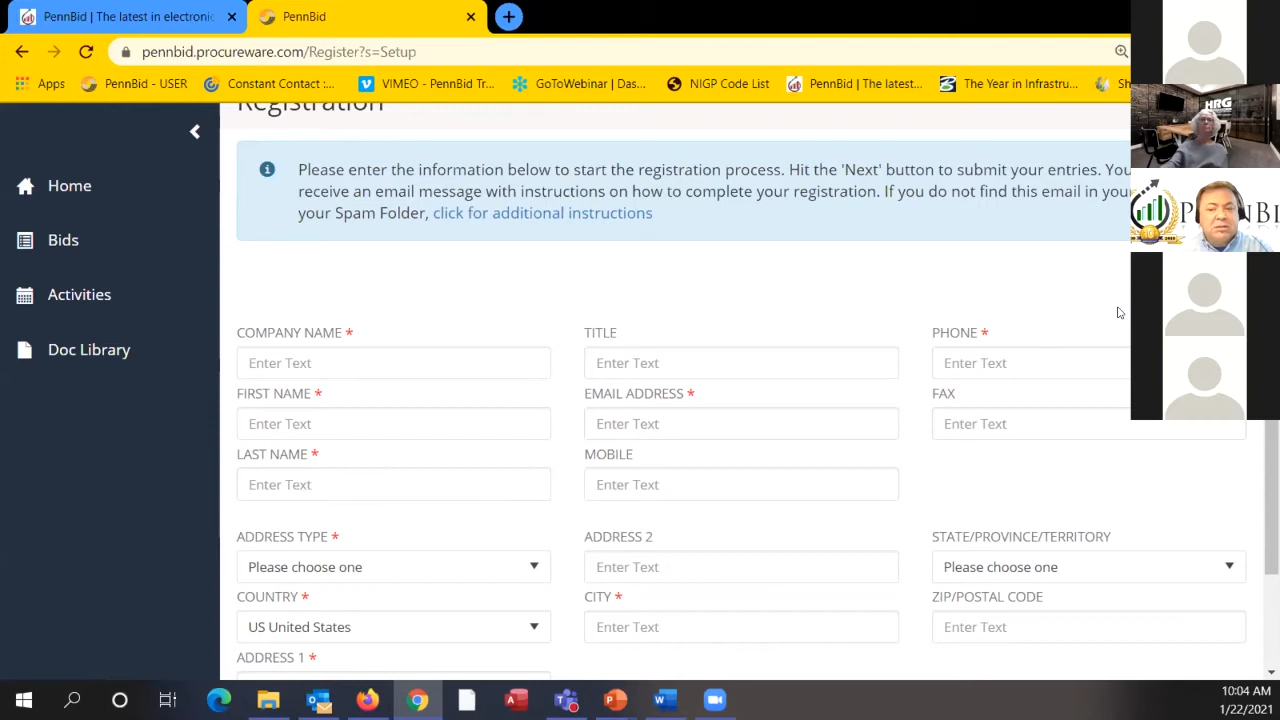 PennBid | The latest in electronic
PennBid
pennbid.procureware.com/Register?s=Setup
Apps
PennBid - USER
Constant Contact :...
VIMEO - PennBid Tr...
GoToWebinar | Das...
NIGP Code List
PennBid | The latest...
The Year in Infrastru...
Sh
HRG
Registration
Please enter the information below to start the registration process. Hit the 'Next' button to submit your entries. You
receive an email message with instructions on how to complete your registration. If you do not find this email in your
your Spam Folder, click for additional instructions
Home
Bids
Activities
Doc Library
COMPANY NAME *
TITLE
PHONE *
Enter Text
Enter Text
Enter Text
FIRST NAME *
EMAIL ADDRESS *
FAX
Enter Text
Enter Text
Enter Text
LAST NAME *
MOBILE
Enter Text
Enter Text
ADDRESS TYPE *
ADDRESS 2
STATE/PROVINCE/TERRITORY
Please choose one
Enter Text
Please choose one
COUNTRY *
CITY *
ZIP/POSTAL CODE
US United States
Enter Text
Enter Text
ADDRESS 1 *
10:04 AM
1/22/2021